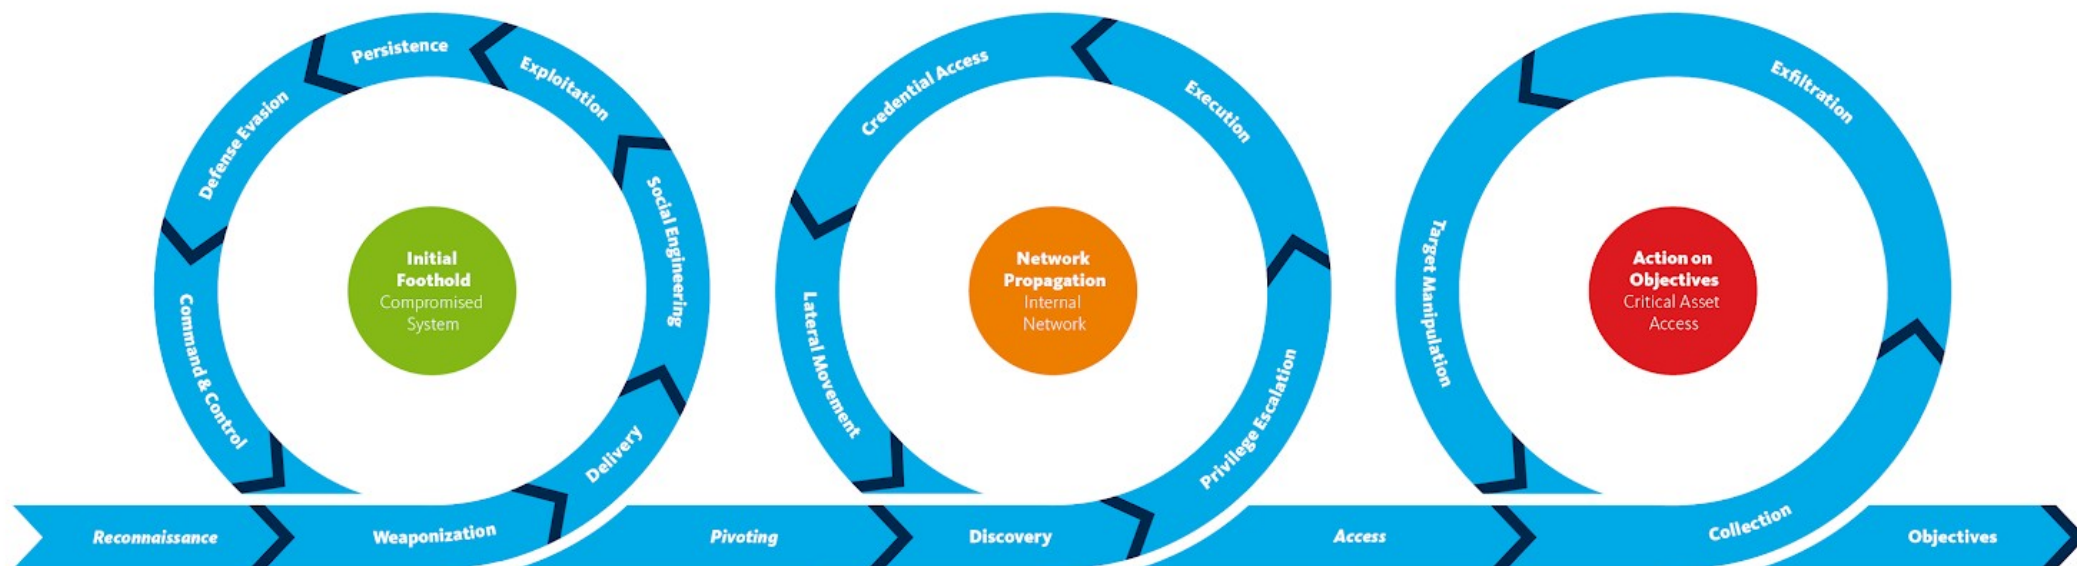 Reconnaissance
Weaponization
Delivery
Social Engineering
Exploitation
Persistence
Defense Evasion
Command & Control
Initial
Foothold
Compromised
System
Pivoting
Discovery
Privilege Escalation
Execution
Credential Access
Lateral Movement
Network
Propagation
Internal
Network
Access
Collection
Exfiltration
Target Manipulation
Action on
Objectives
Critical Asset
Access
Objectives